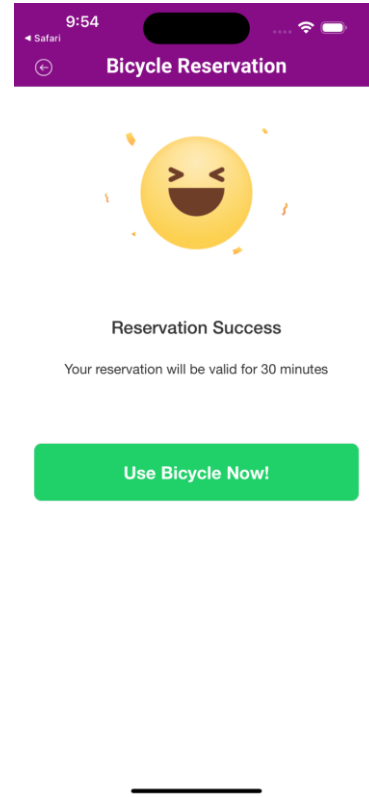 9:54
◀ Safari
Bicycle Reservation
Reservation Success
Your reservation will be valid for 30 minutes
Use Bicycle Now!